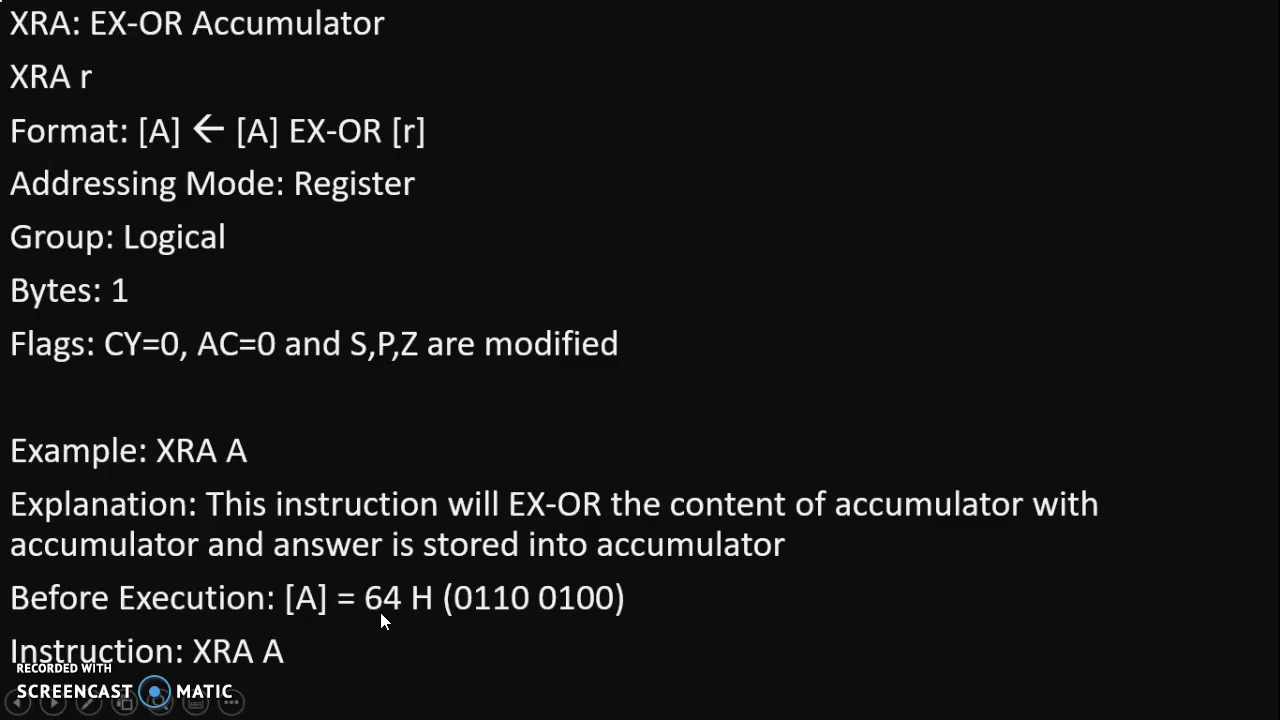 XRA: EX-OR Accumulator
XRA r
Format: [A] ← [A] EX-OR [r]
Addressing Mode: Register
Group: Logical
Bytes: 1
Flags: CY=0, AC=0 and S,P,Z are modified
Example: XRA A
Explanation: This instruction will EX-OR the content of accumulator with
accumulator and answer is stored into accumulator
Before Execution: [A] = 64 H (0110 0100)
Instruction: XRA A
RECORDED WITH
SCREENCAST MATIC